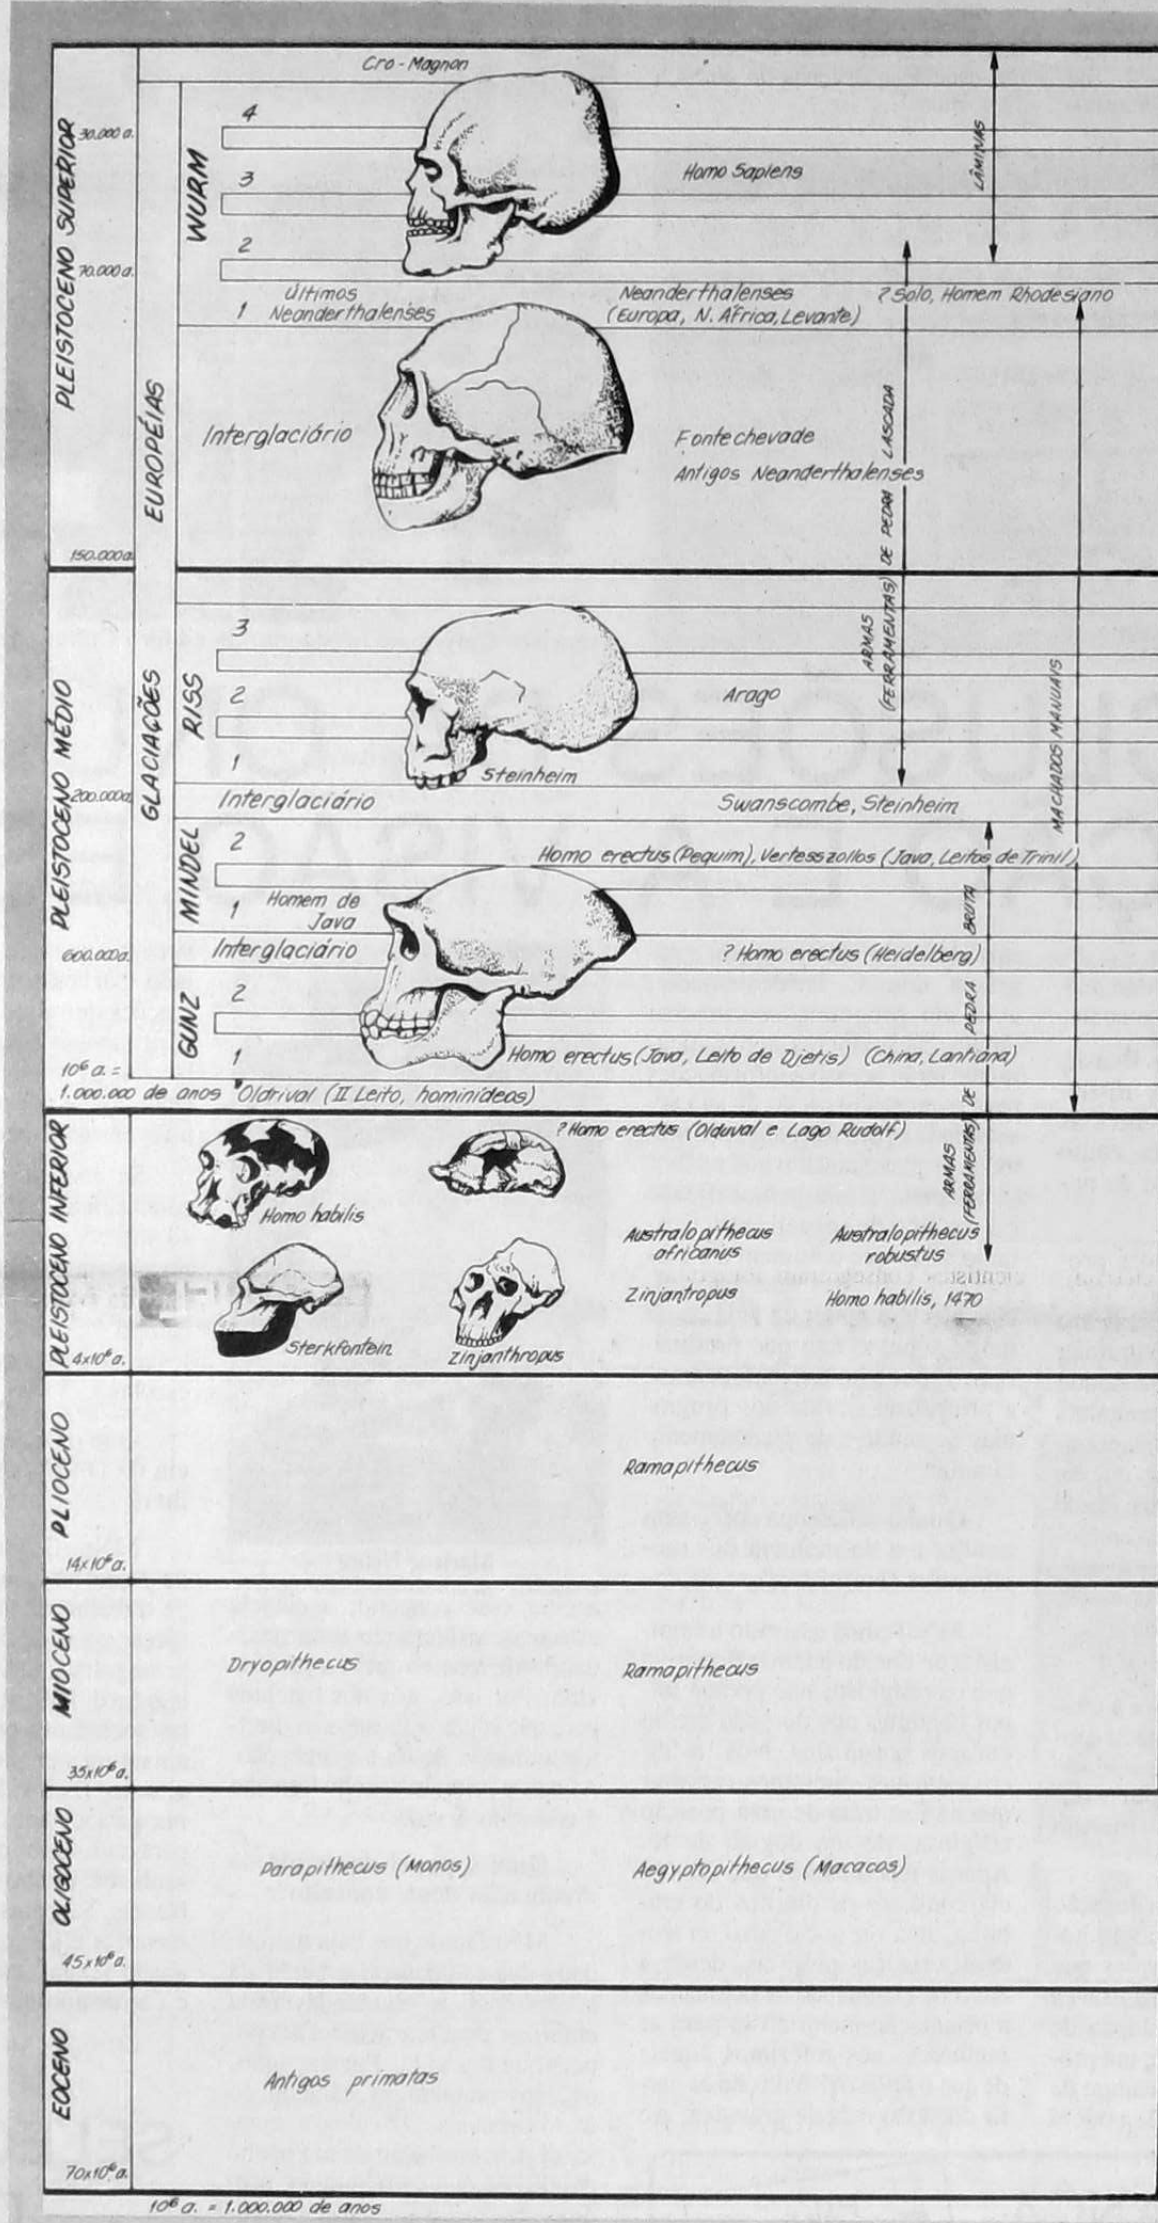 Cro-Magnon
PLEISTOCENO SUPERIOR
30.000 a.
70.000 a.
150.000 a.
GLACIAÇÕES EUROPÉIAS
WURM
4
3
2
1
Homo Sapiens
LÂMINAS
Últimos
Neanderthalenses
Neanderthalenses
(Europa, N. África, Levante)
? Solo, Homem Rhodesiano
Interglaciário
Fontechevade
Antigos Neanderthalenses
ARMAS
(FERRAMENTAS) DE PEDRA LASCADA
MACHADOS MANUAIS
PLEISTOCENO MÉDIO
200.000a.
600.000a.
10⁶ a. =
1.000.000 de anos
RISS
3
2
1
Arago
Steinheim
Interglaciário
Swanscombe, Steinheim
MINDEL
2
Homo erectus (Pequim), Vertesszollos (Java, Leitos de Trinil)
1
Homem de
Java
Interglaciário
? Homo erectus (Heidelberg)
GUNZ
2
1
Homo erectus (Java, Leito de Djetis) (China, Lantiana)
Oldrival (II Leito, hominídeos)
ARMAS
(FERRAMENTAS) DE PEDRA BRUTA
PLEISTOCENO INFERIOR
4x10⁶ a.
? Homo erectus (Olduval e Lago Rudolf)
Homo habilis
Australopithecus
africanus
Australopithecus
robustus
Zinjantropus
Homo habilis, 1470
Sterkfontein
Zinjanthropus
PLIOCENO
14x10⁶ a.
Ramapithecus
MIOCENO
35x10⁶ a.
Dryopithecus
Ramapithecus
OLIGOCENO
45x10⁶ a.
Parapithecus (Monos)
Aegyptopithecus (Macacos)
EOCENO
70x10⁶ a.
Antigos primatas
10⁶ a. = 1.000.000 de anos